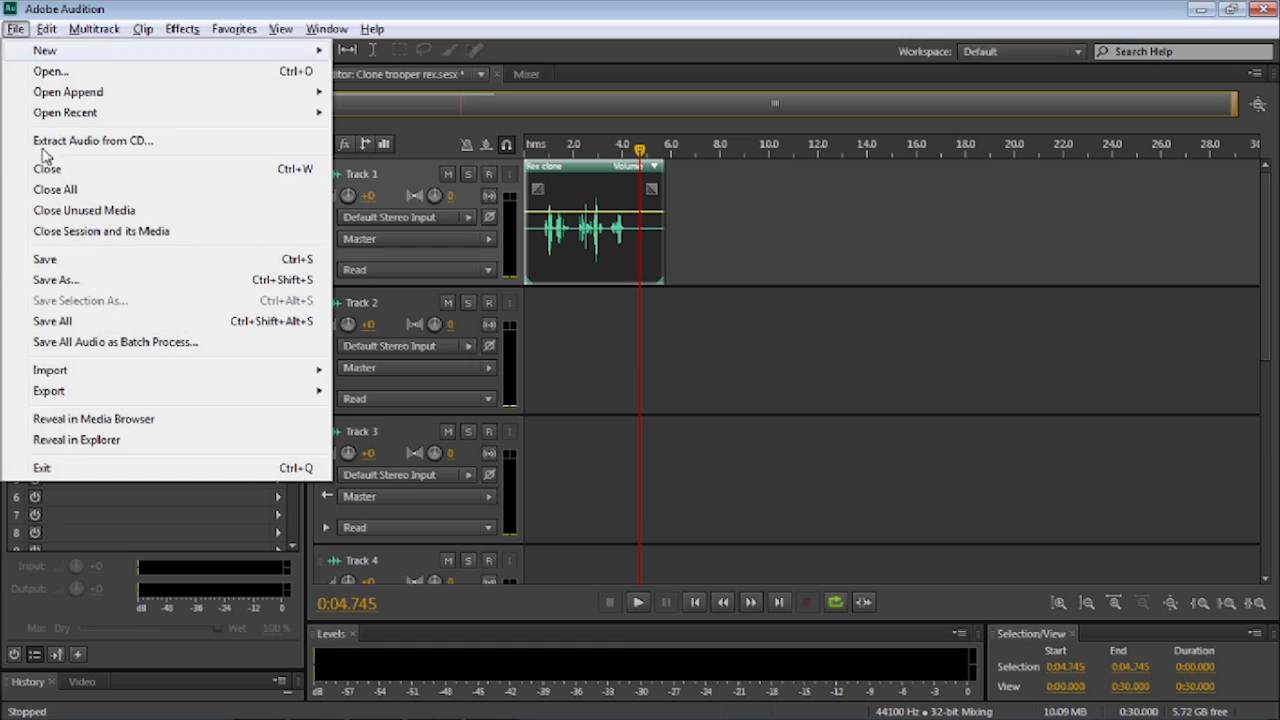 Au Adobe Audition
File Edit Multitrack Clip Effects Favorites View Window Help
New
Open... Ctrl+O
Open Append
Open Recent
Extract Audio from CD...
Close Ctrl+W
Close All
Close Unused Media
Close Session and its Media
Save Ctrl+S
Save As... Ctrl+Shift+S
Save Selection As... Ctrl+Alt+S
Save All Ctrl+Shift+Alt+S
Save All Audio as Batch Process...
Import
Export
Reveal in Media Browser
Reveal in Explorer
Exit Ctrl+Q
Workspace: Default Search Help
itor: Clone trooper rex.sesx * Mixer
fx
hms 2.0 4.0 6.0 8.0 10.0 12.0 14.0 16.0 18.0 20.0 22.0 24.0 26.0 28.0 30
Track 1 M S R I
+0 0
Default Stereo Input
Master
Read
Rex clone Volume
Track 2 M S R I
+0 0
Default Stereo Input
Master
Read
Track 3 M S R I
+0 0
Default Stereo Input
Master
Read
Track 4 M S R I
+0 0
6
7
8
Input: +0
Output: +0
dB -48 -36 -24 -12 0
Mix: Dry Wet 100 %
0:04.745
History Video
Levels
dB -57 -54 -51 -48 -45 -42 -39 -36 -33 -30 -27 -24 -21 -18 -15 -12 -9 -6 -3 0
Selection/View
Start End Duration
Selection 0:04.745 0:04.745 0:00.000
View 0:00.000 0:30.000 0:30.000
Stopped
44100 Hz • 32-bit Mixing 10.09 MB 0:30.000 5.72 GB free